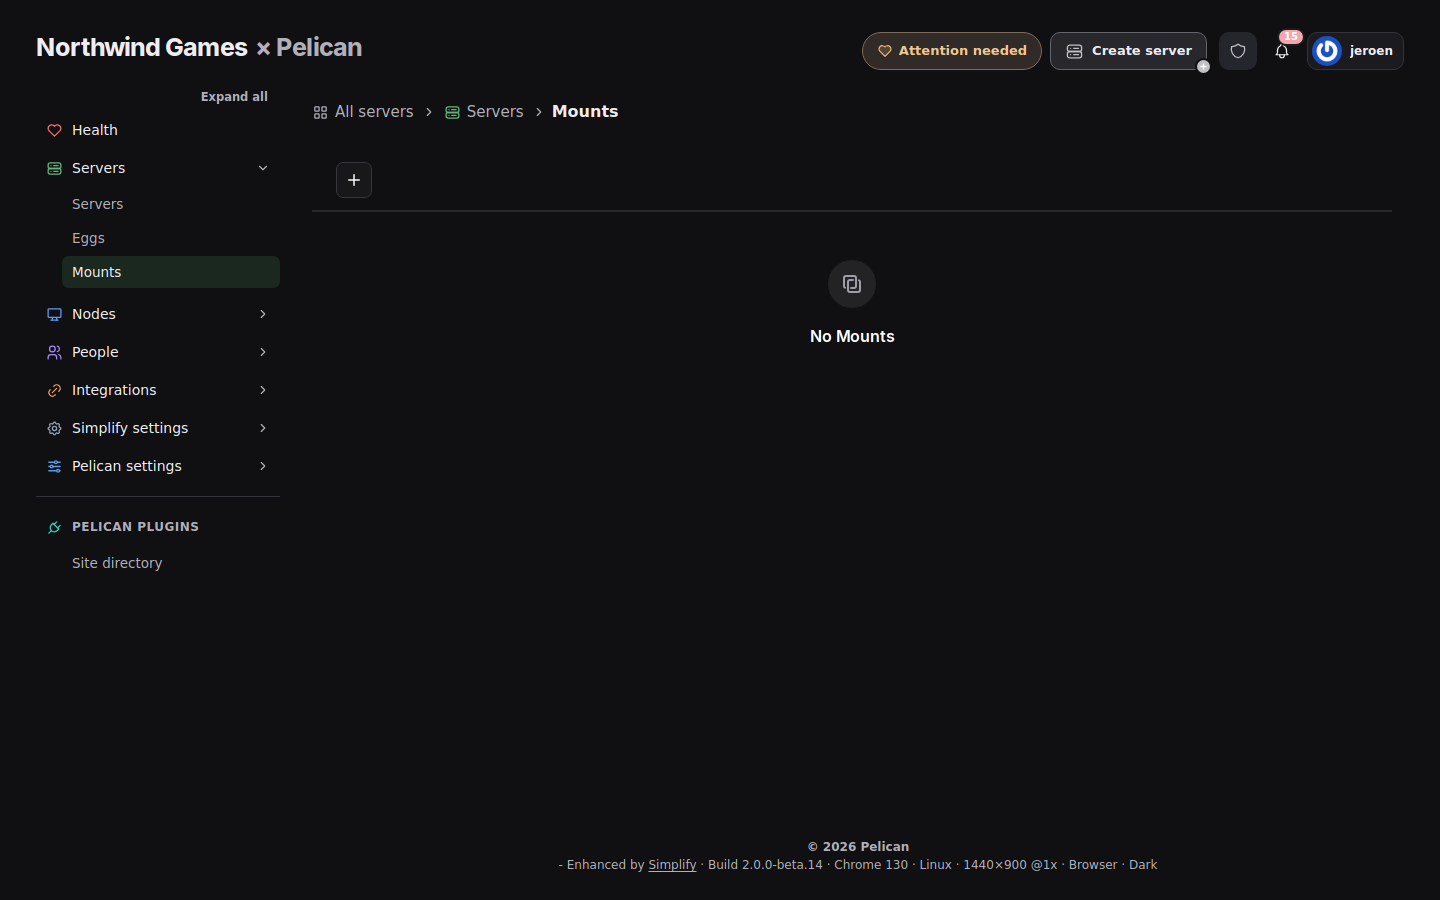 Northwind Games × Pelican
Attention needed
Create server
15
jeroen
Expand all
Health
Servers
Servers
Eggs
Mounts
Nodes
People
Integrations
Simplify settings
Pelican settings
PELICAN PLUGINS
Site directory
All servers > Servers > Mounts
No Mounts
© 2026 Pelican
- Enhanced by Simplify · Build 2.0.0-beta.14 · Chrome 130 · Linux · 1440×900 @1x · Browser · Dark